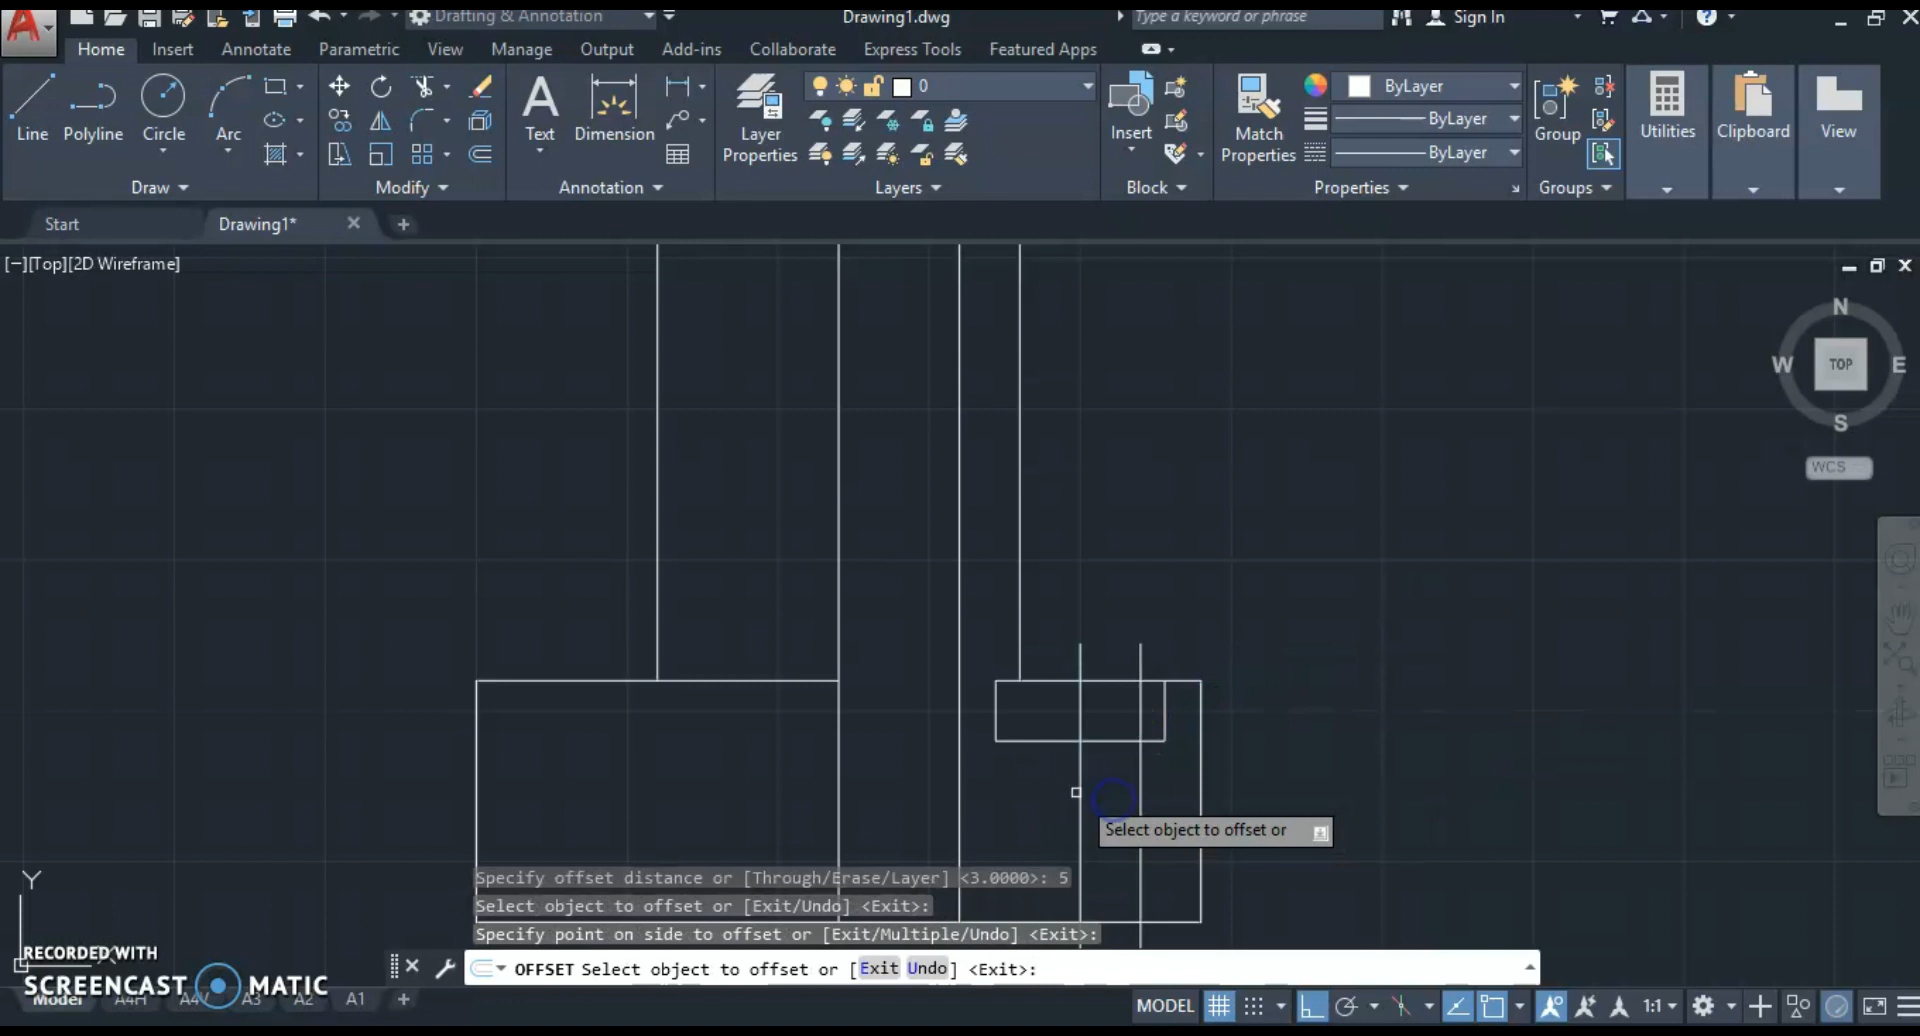 Drafting & Annotation
Drawing1.dwg
Type a keyword or phrase
Sign In
Home Insert Annotate Parametric View Manage Output Add-ins Collaborate Express Tools Featured Apps
0
ByLayer
Line Polyline Circle Arc
Text Dimension
Layer Properties
Insert
Match Properties
ByLayer
ByLayer
Group
Utilities
Clipboard
View
Draw Modify Annotation Layers Block Properties Groups
Start Drawing1*
[−][Top][2D Wireframe]
N
W TOP E
S
WCS
Select object to offset or
Y
Specify offset distance or [Through/Erase/Layer] <3.0000>: 5
Select object to offset or [Exit/Undo] <Exit>:
Specify point on side to offset or [Exit/Multiple/Undo] <Exit>:
OFFSET Select object to offset or [Exit Undo] <Exit>:
RECORDED WITH
SCREENCAST MATIC
Model A4H A4V A3 A2 A1
MODEL 1:1